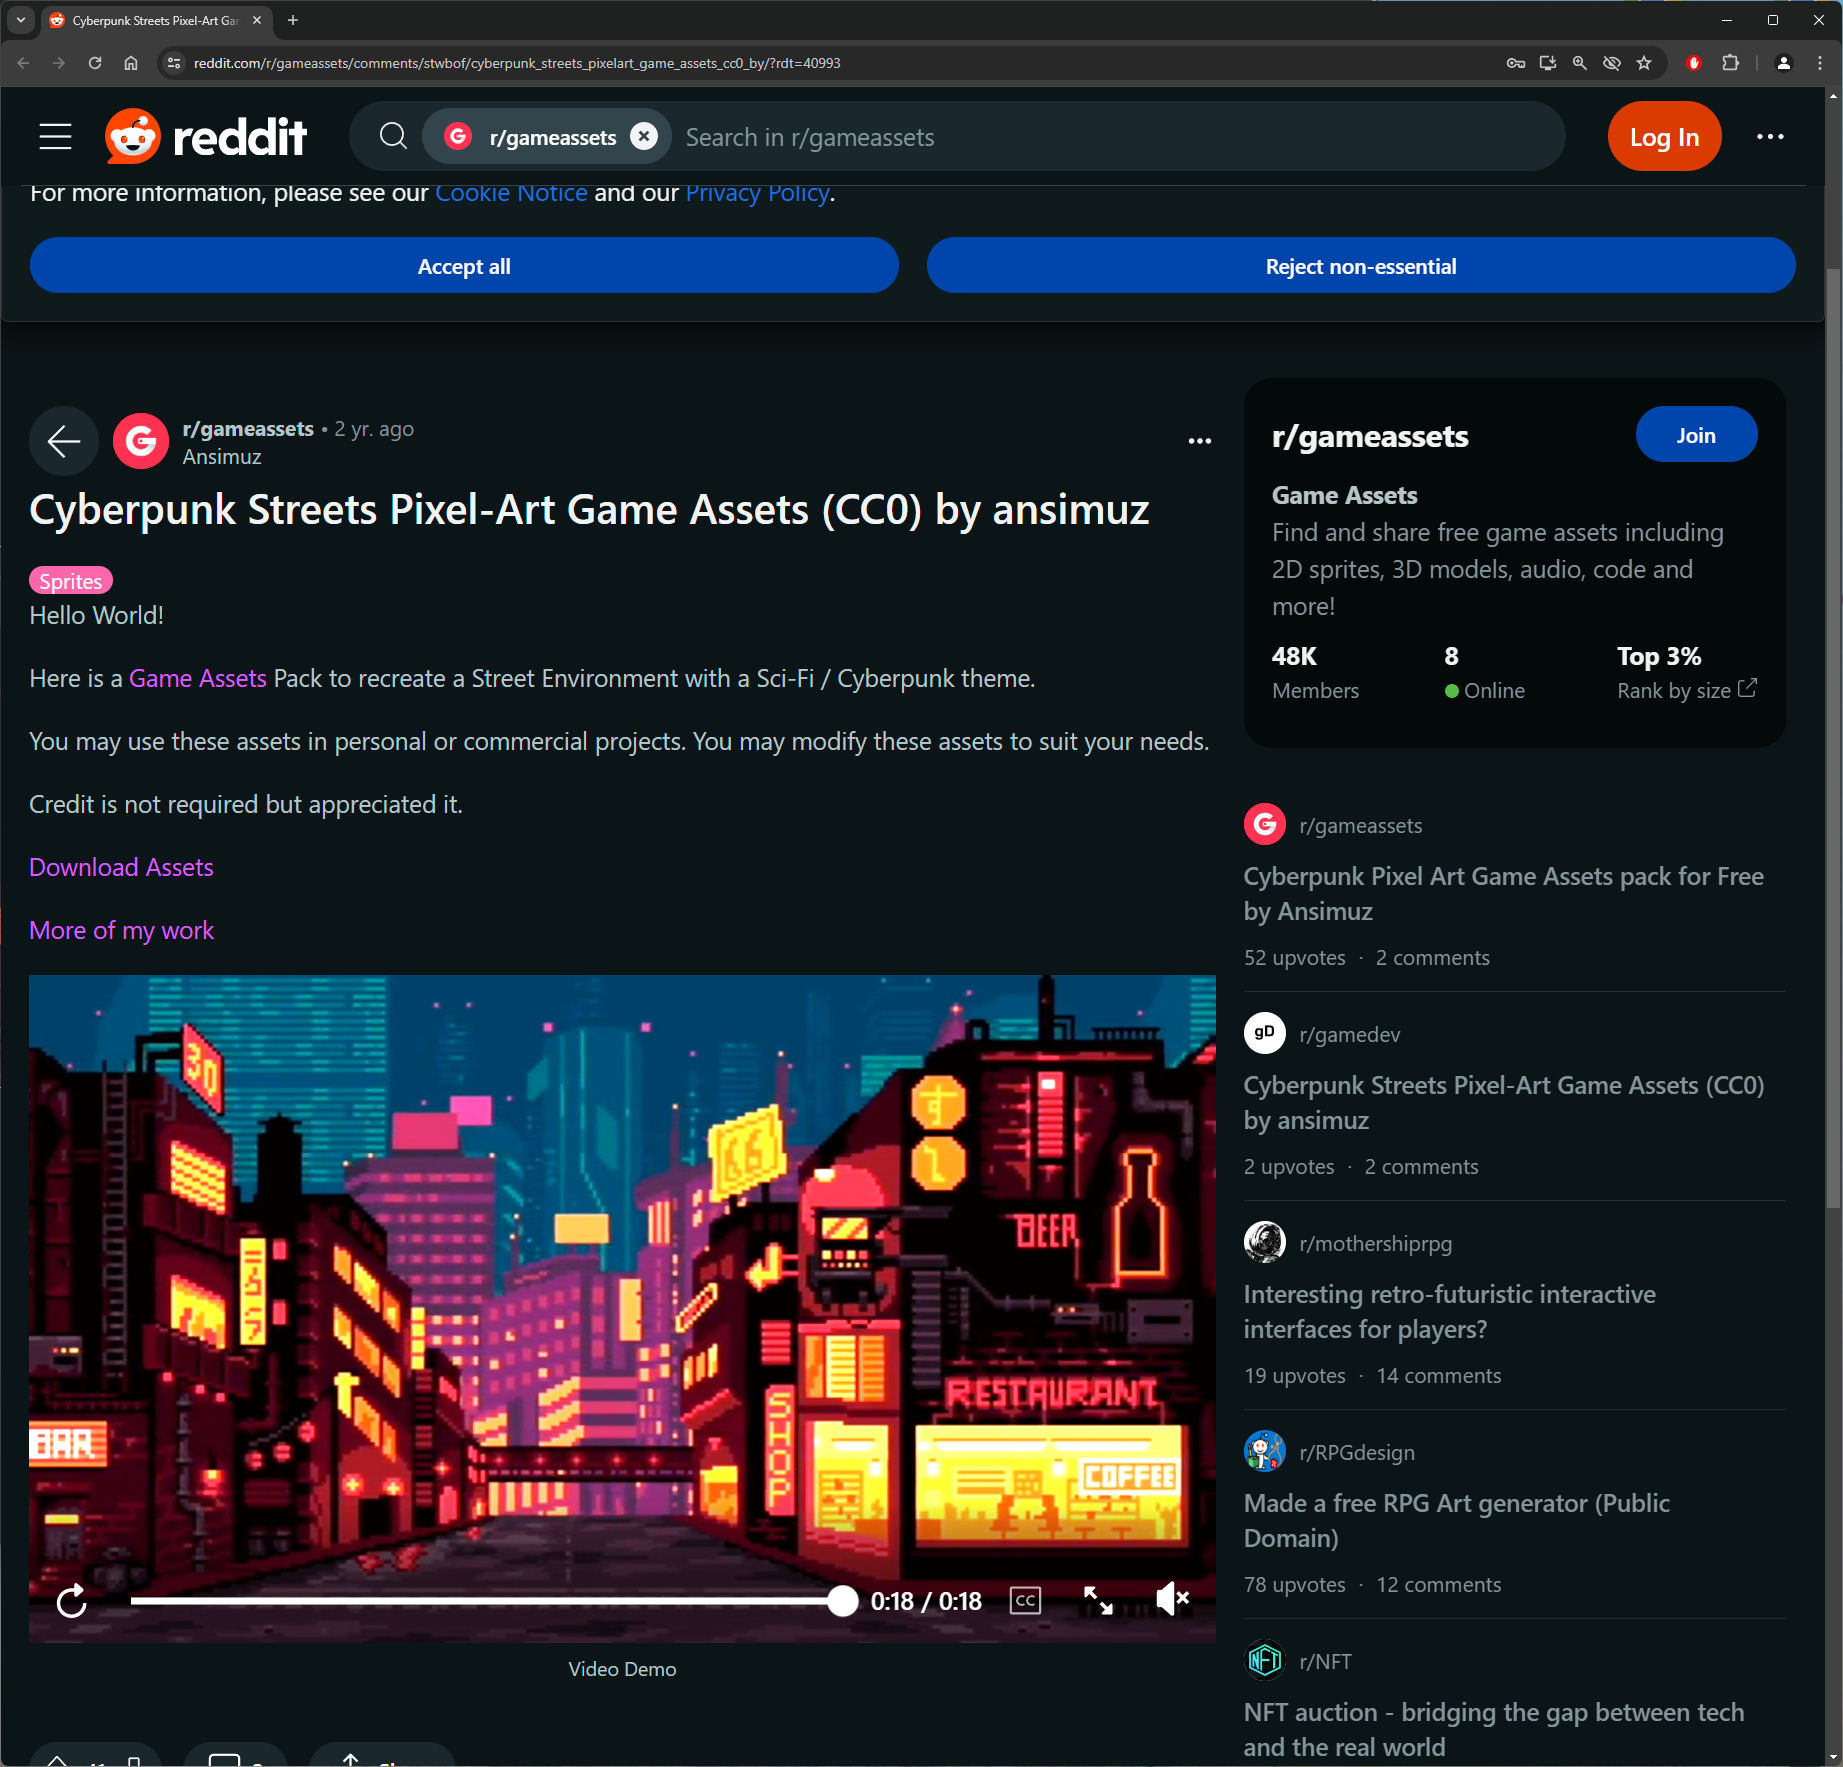 Cyberpunk Streets Pixel-Art Ga
reddit.com/r/gameassets/comments/stwbof/cyberpunk_streets_pixelart_game_assets_cc0_by/?rdt=40993
reddit
r/gameassets
Search in r/gameassets
Log In
For more information, please see our Cookie Notice and our Privacy Policy.
Accept all
Reject non-essential
r/gameassets • 2 yr. ago
Ansimuz
Cyberpunk Streets Pixel-Art Game Assets (CC0) by ansimuz
Sprites
Hello World!
Here is a Game Assets Pack to recreate a Street Environment with a Sci-Fi / Cyberpunk theme.
You may use these assets in personal or commercial projects. You may modify these assets to suit your needs.
Credit is not required but appreciated it.
Download Assets
More of my work
3D
66
BEER
RESTAURANT
SHOP
BAR
COFFEE
0:18 / 0:18
CC
Video Demo
r/gameassets
Join
Game Assets
Find and share free game assets including
2D sprites, 3D models, audio, code and
more!
48K
Members
8
Online
Top 3%
Rank by size
r/gameassets
Cyberpunk Pixel Art Game Assets pack for Free
by Ansimuz
52 upvotes · 2 comments
gD
r/gamedev
Cyberpunk Streets Pixel-Art Game Assets (CC0)
by ansimuz
2 upvotes · 2 comments
r/mothershiprpg
Interesting retro-futuristic interactive
interfaces for players?
19 upvotes · 14 comments
r/RPGdesign
Made a free RPG Art generator (Public
Domain)
78 upvotes · 12 comments
NFT
r/NFT
NFT auction - bridging the gap between tech
and the real world